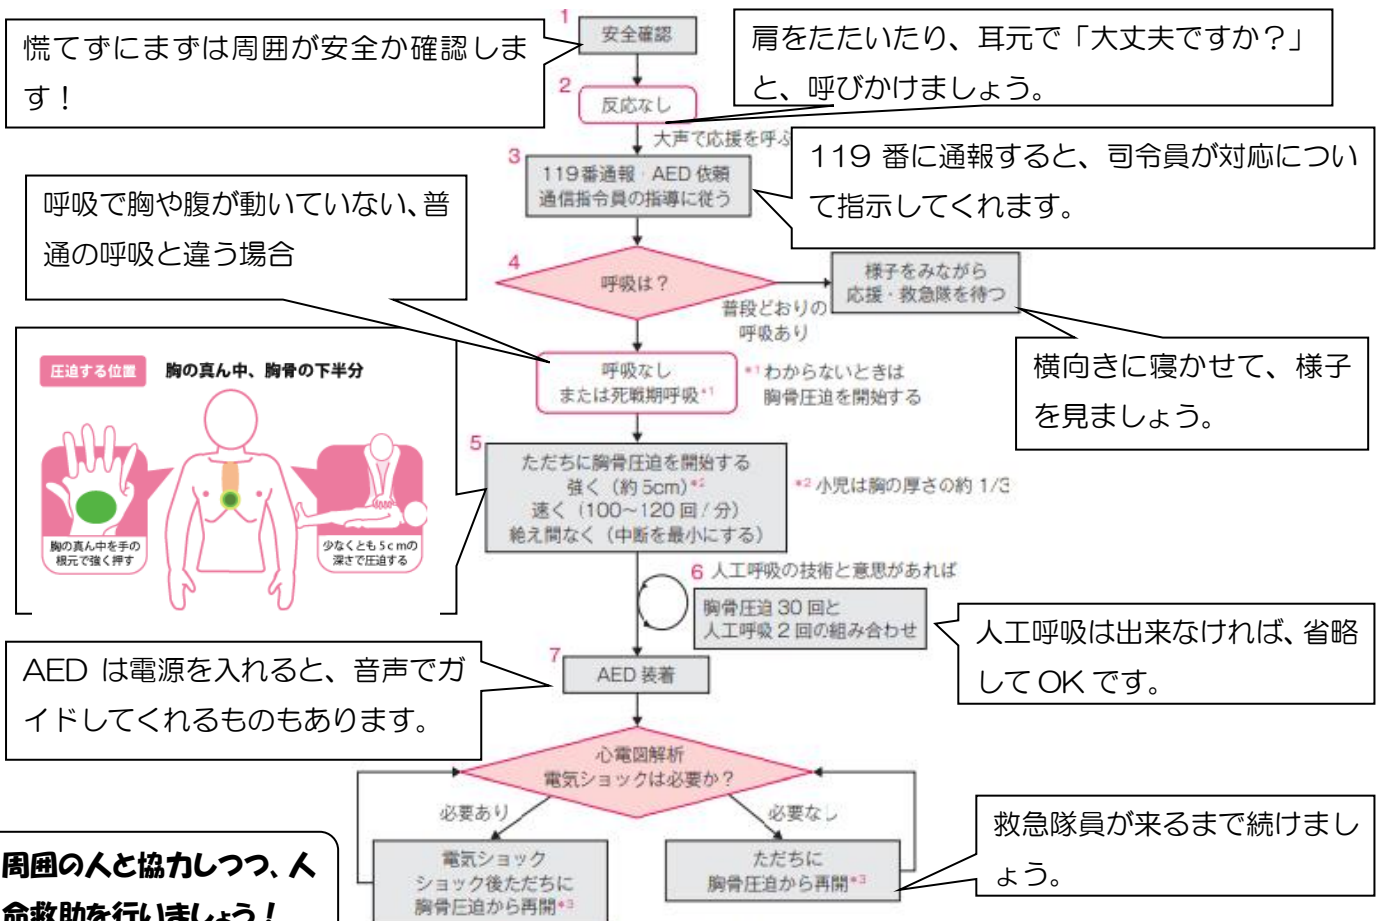 1
安全確認
慌てずにまずは周囲が安全か確認しま
す！
2
反応なし
肩をたたいたり、耳元で「大丈夫ですか？」
と、呼びかけましょう。
大声で応援を呼ぶ
3
119番通報・AED依頼
通信指令員の指導に従う
119 番に通報すると、司令員が対応につい
て指示してくれます。
呼吸で胸や腹が動いていない、普
通の呼吸と違う場合
4
呼吸は？
普段どおりの
呼吸あり
様子をみながら
応援・救急隊を待つ
横向きに寝かせて、様子
を見ましょう。
呼吸なし
または死戦期呼吸*1
*1 わからないときは
胸骨圧迫を開始する
圧迫する位置 胸の真ん中、胸骨の下半分
胸の真ん中を手の
根元で強く押す
少なくとも5cmの
深さで圧迫する
5
ただちに胸骨圧迫を開始する
強く（約5cm）*2
速く（100～120回/分）
絶え間なく（中断を最小にする）
*2 小児は胸の厚さの約1/3
6 人工呼吸の技術と意思があれば
胸骨圧迫30回と
人工呼吸2回の組み合わせ
人工呼吸は出来なければ、省略
してOKです。
7
AED装着
AED は電源を入れると、音声でガ
イドしてくれるものもあります。
心電図解析
電気ショックは必要か？
必要あり
必要なし
電気ショック
ショック後ただちに
胸骨圧迫から再開*3
ただちに
胸骨圧迫から再開*3
救急隊員が来るまで続けまし
ょう。
周囲の人と協力しつつ、人
命救助を行いましょう！